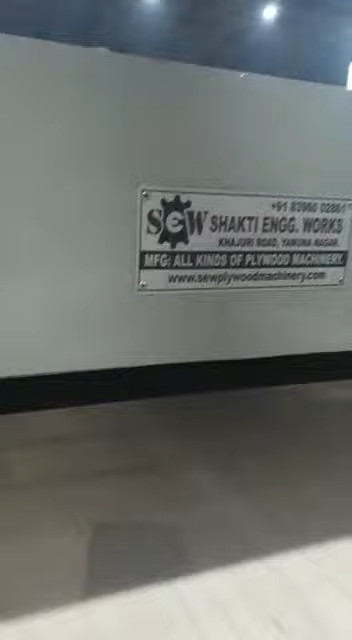 +91 83960 02861
SEW SHAKTI ENGG. WORKS
KHAJURI ROAD, YAMUNA NAGAR.
MFG: ALL KINDS OF PLYWOOD MACHINERY.
www.sewplywoodmachinery.com